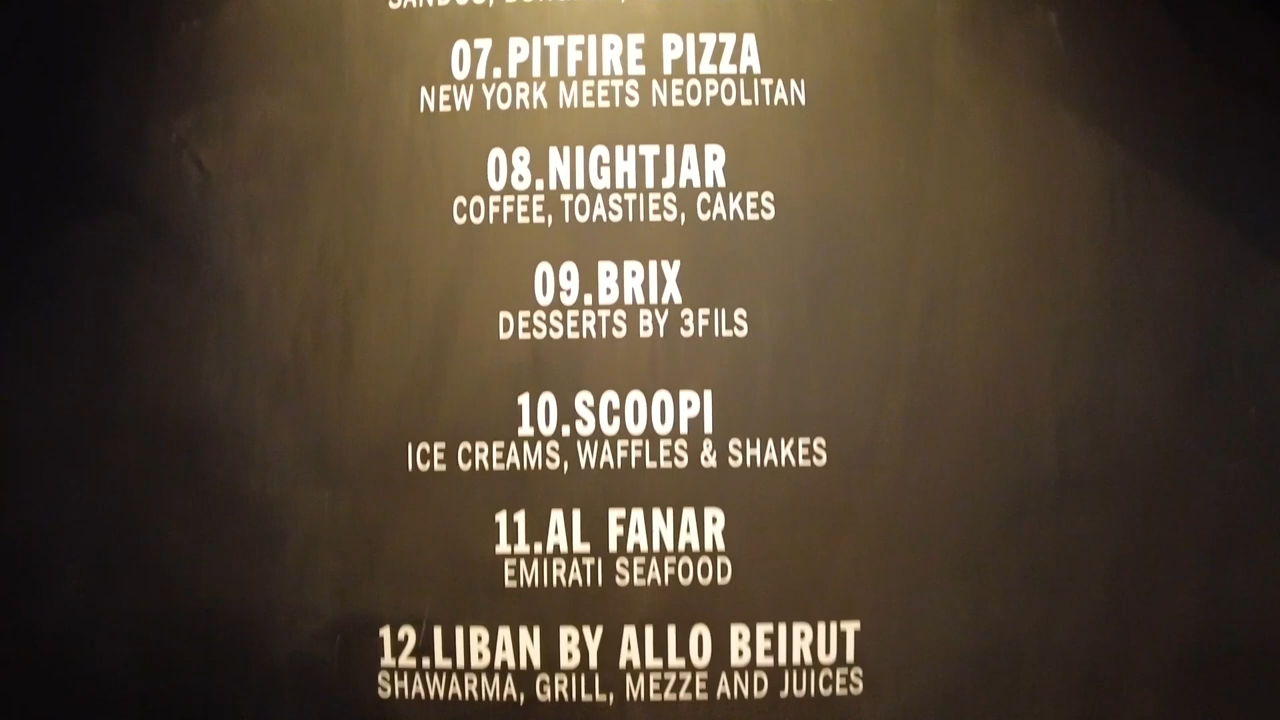 07.PITFIRE PIZZA
NEW YORK MEETS NEOPOLITAN
08.NIGHTJAR
COFFEE, TOASTIES, CAKES
09.BRIX
DESSERTS BY 3FILS
10.SCOOPI
ICE CREAMS, WAFFLES & SHAKES
11.AL FANAR
EMIRATI SEAFOOD
12.LIBAN BY ALLO BEIRUT
SHAWARMA, GRILL, MEZZE AND JUICES